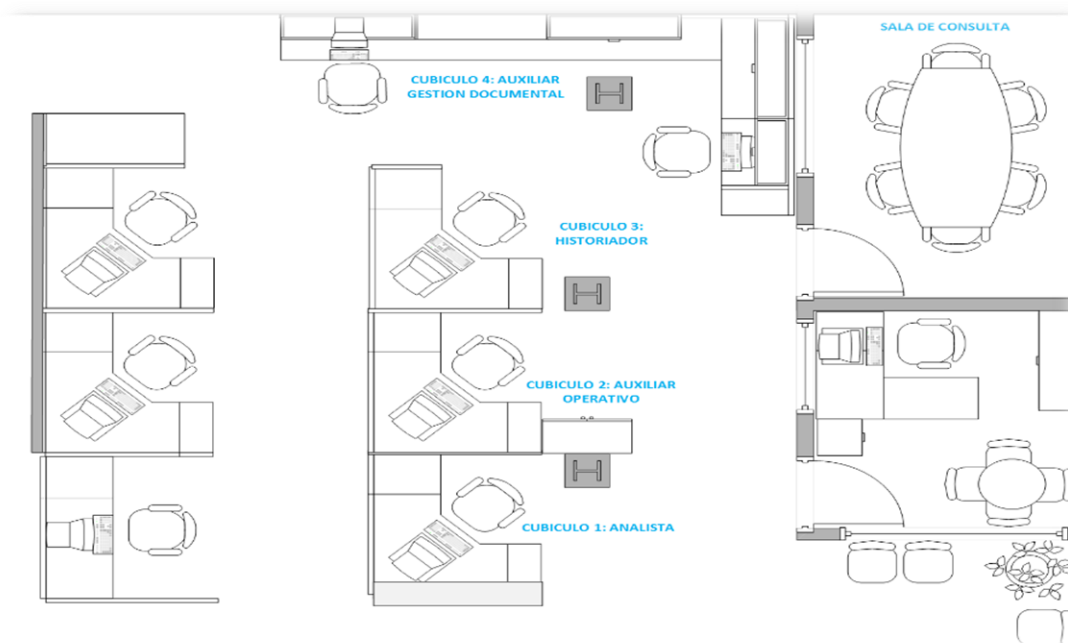 SALA DE CONSULTA
CUBICULO 4: AUXILIAR
GESTION DOCUMENTAL
CUBICULO 3:
HISTORIADOR
CUBICULO 2: AUXILIAR
OPERATIVO
CUBICULO 1: ANALISTA